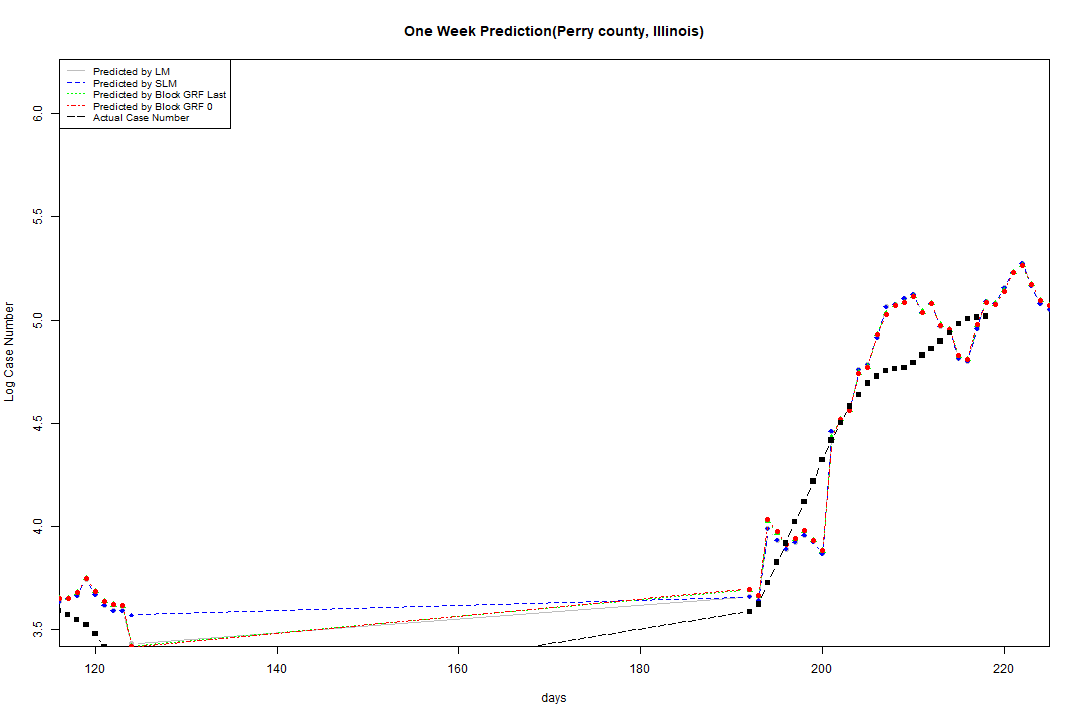 One Week Prediction(Perry county, Illinois)
Predicted by LM
Predicted by SLM
Predicted by Block GRF Last
Predicted by Block GRF 0
Actual Case Number
6.0
5.5
5.0
4.5
4.0
3.5
Log Case Number
120 140 160 180 200 220
days